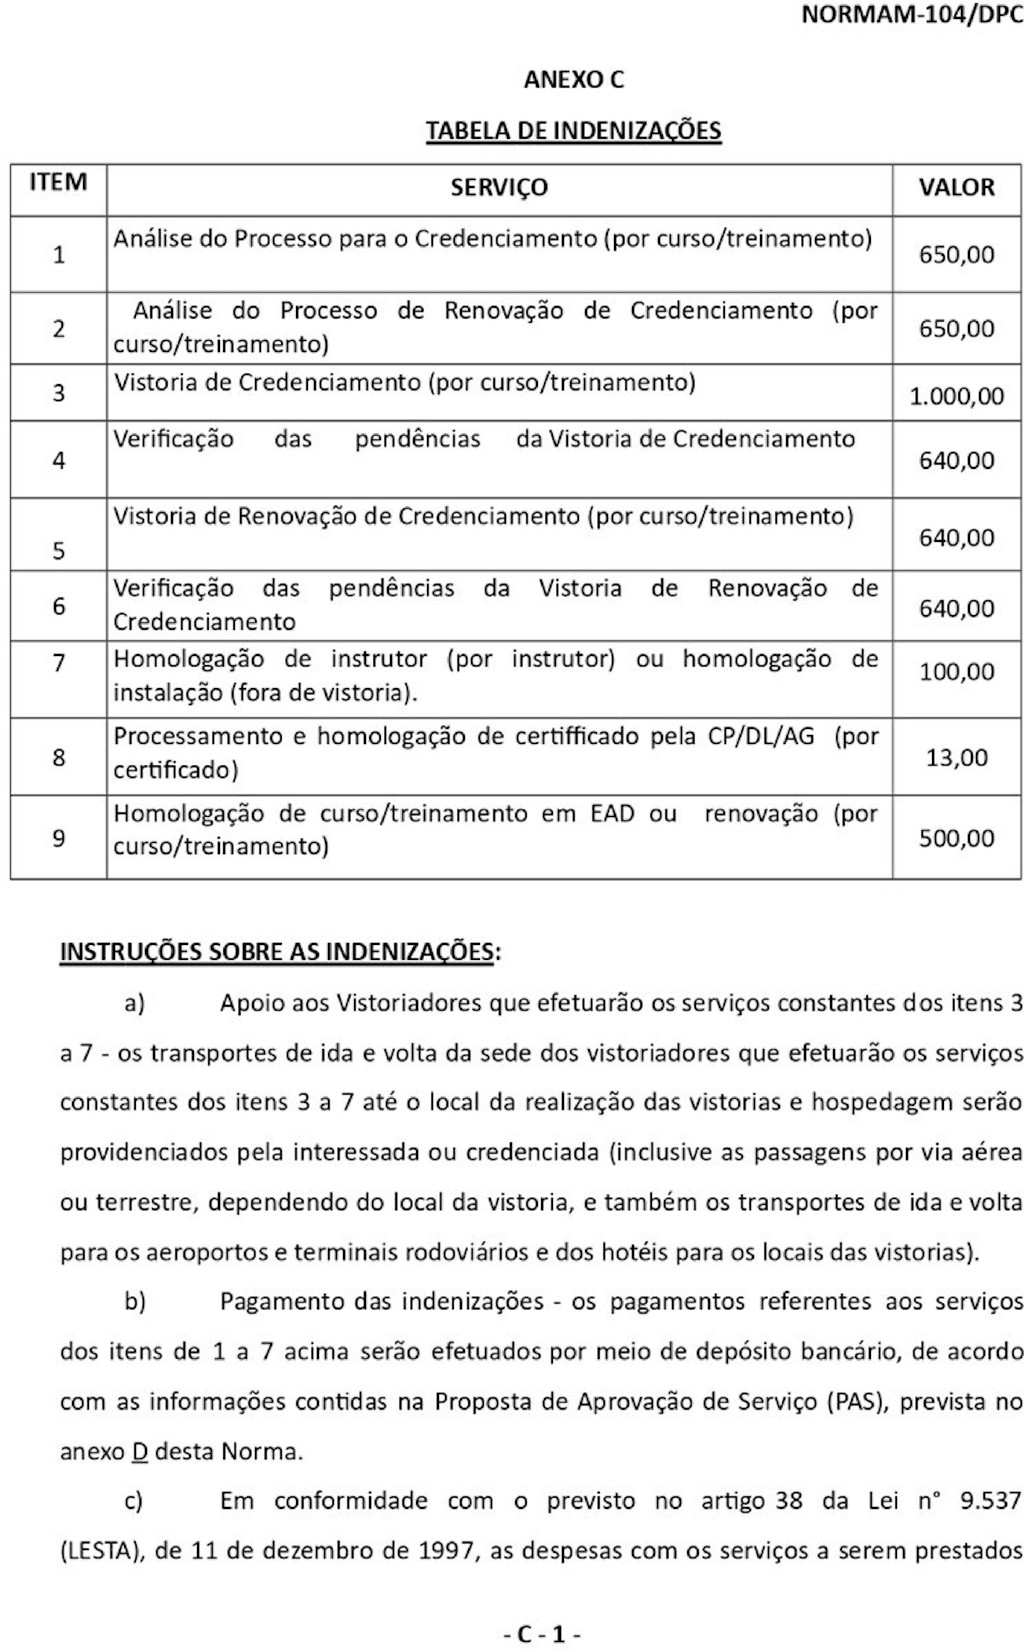 NORMAM-104/DPC
ANEXO C
TABELA DE INDENIZAÇÕES
ITEM SERVIÇO VALOR
1 Análise do Processo para o Credenciamento (por curso/treinamento) 650,00
2 Análise do Processo de Renovação de Credenciamento (por
curso/treinamento) 650,00
3 Vistoria de Credenciamento (por curso/treinamento) 1.000,00
4 Verificação das pendências da Vistoria de Credenciamento 640,00
5 Vistoria de Renovação de Credenciamento (por curso/treinamento) 640,00
6 Verificação das pendências da Vistoria de Renovação de
Credenciamento 640,00
7 Homologação de instrutor (por instrutor) ou homologação de
instalação (fora de vistoria). 100,00
8 Processamento e homologação de certifficado pela CP/DL/AG (por
certificado) 13,00
9 Homologação de curso/treinamento em EAD ou renovação (por
curso/treinamento) 500,00
INSTRUÇÕES SOBRE AS INDENIZAÇÕES:
a) Apoio aos Vistoriadores que efetuarão os serviços constantes dos itens 3
a 7 - os transportes de ida e volta da sede dos vistoriadores que efetuarão os serviços
constantes dos itens 3 a 7 até o local da realização das vistorias e hospedagem serão
providenciados pela interessada ou credenciada (inclusive as passagens por via aérea
ou terrestre, dependendo do local da vistoria, e também os transportes de ida e volta
para os aeroportos e terminais rodoviários e dos hotéis para os locais das vistorias).
b) Pagamento das indenizações - os pagamentos referentes aos serviços
dos itens de 1 a 7 acima serão efetuados por meio de depósito bancário, de acordo
com as informações contidas na Proposta de Aprovação de Serviço (PAS), prevista no
anexo D desta Norma.
c) Em conformidade com o previsto no artigo 38 da Lei n° 9.537
(LESTA), de 11 de dezembro de 1997, as despesas com os serviços a serem prestados
- C - 1 -